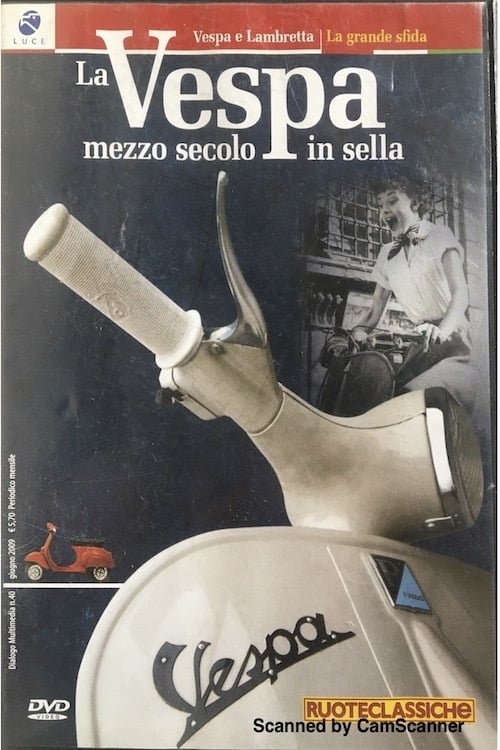 LUCE
Vespa e Lambretta | La grande sfida
La Vespa
mezzo secolo in sella
Dialogo Multimedia n.40 giugno 2009 € 5,70 Periodico mensile
PIAGGIO
Vespa
DVD
VIDEO
RUOTECLASSICHE
Scanned by CamScanner